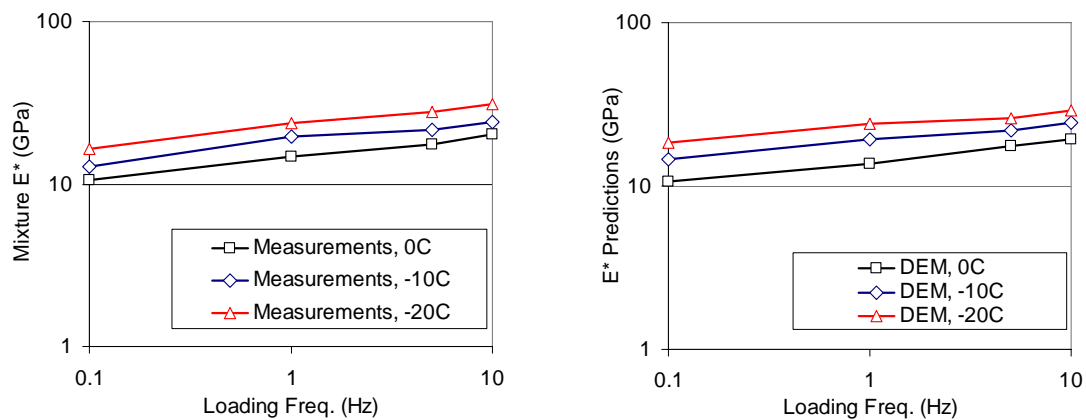 100
10
1
Mixture E* (GPa)
Measurements, 0C
Measurements, -10C
Measurements, -20C
0.1
1
10
Loading Freq. (Hz)
100
10
1
E* Predictions (GPa)
DEM, 0C
DEM, -10C
DEM, -20C
0.1
1
10
Loading Freq. (Hz)